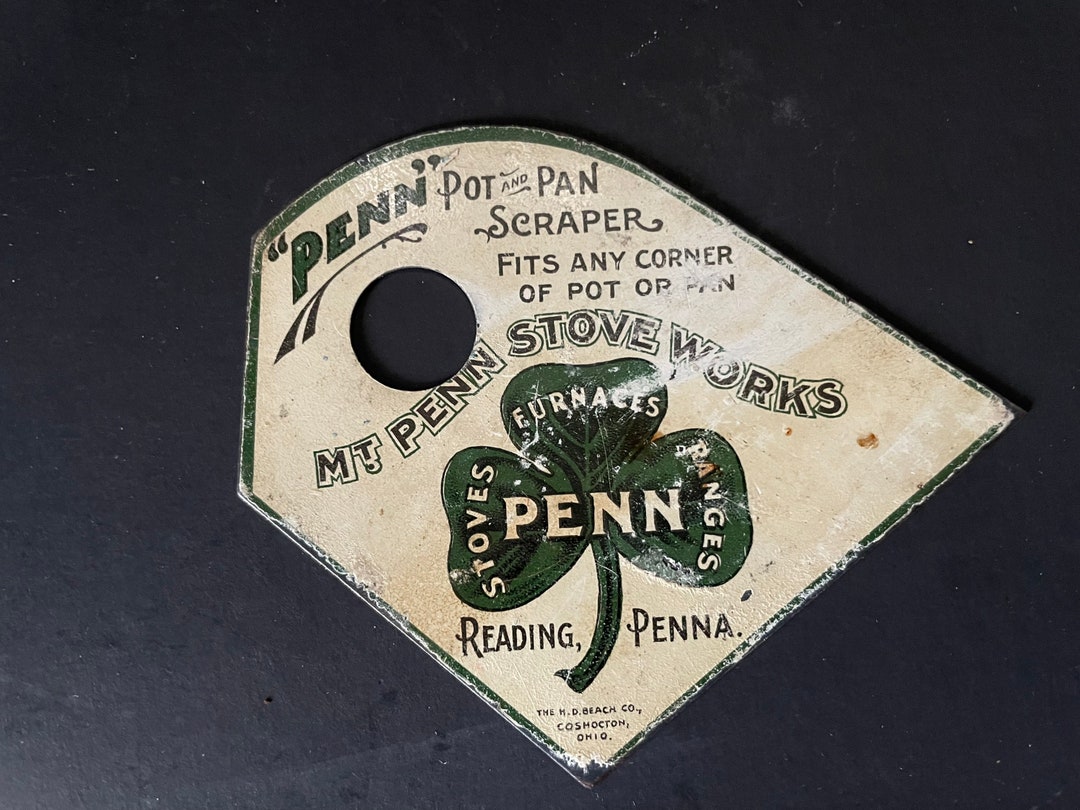 "PENN" POT AND PAN
SCRAPER
FITS ANY CORNER
OF POT OR PAN
MT. PENN STOVE WORKS
FURNACES
STOVES
RANGES
PENN
READING, PENNA.
THE H.D. BEACH CO.,
COSHOCTON,
OHIO.